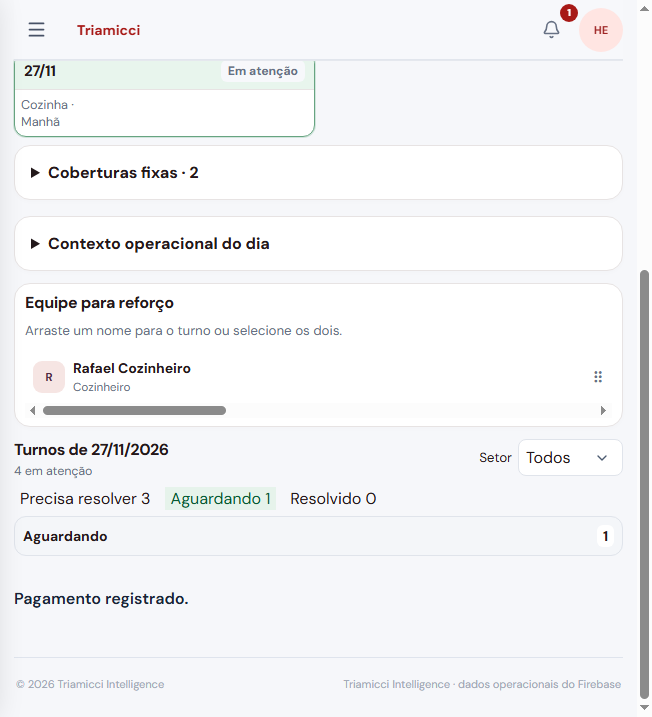 Triamicci
1
HE
27/11
Em atenção
Cozinha ·
Manhã
Coberturas fixas · 2
Contexto operacional do dia
Equipe para reforço
Arraste um nome para o turno ou selecione os dois.
R
Rafael Cozinheiro
Cozinheiro
Turnos de 27/11/2026
4 em atenção
Setor
Todos
Precisa resolver 3
Aguardando 1
Resolvido 0
Aguardando
1
Pagamento registrado.
© 2026 Triamicci Intelligence
Triamicci Intelligence · dados operacionais do Firebase